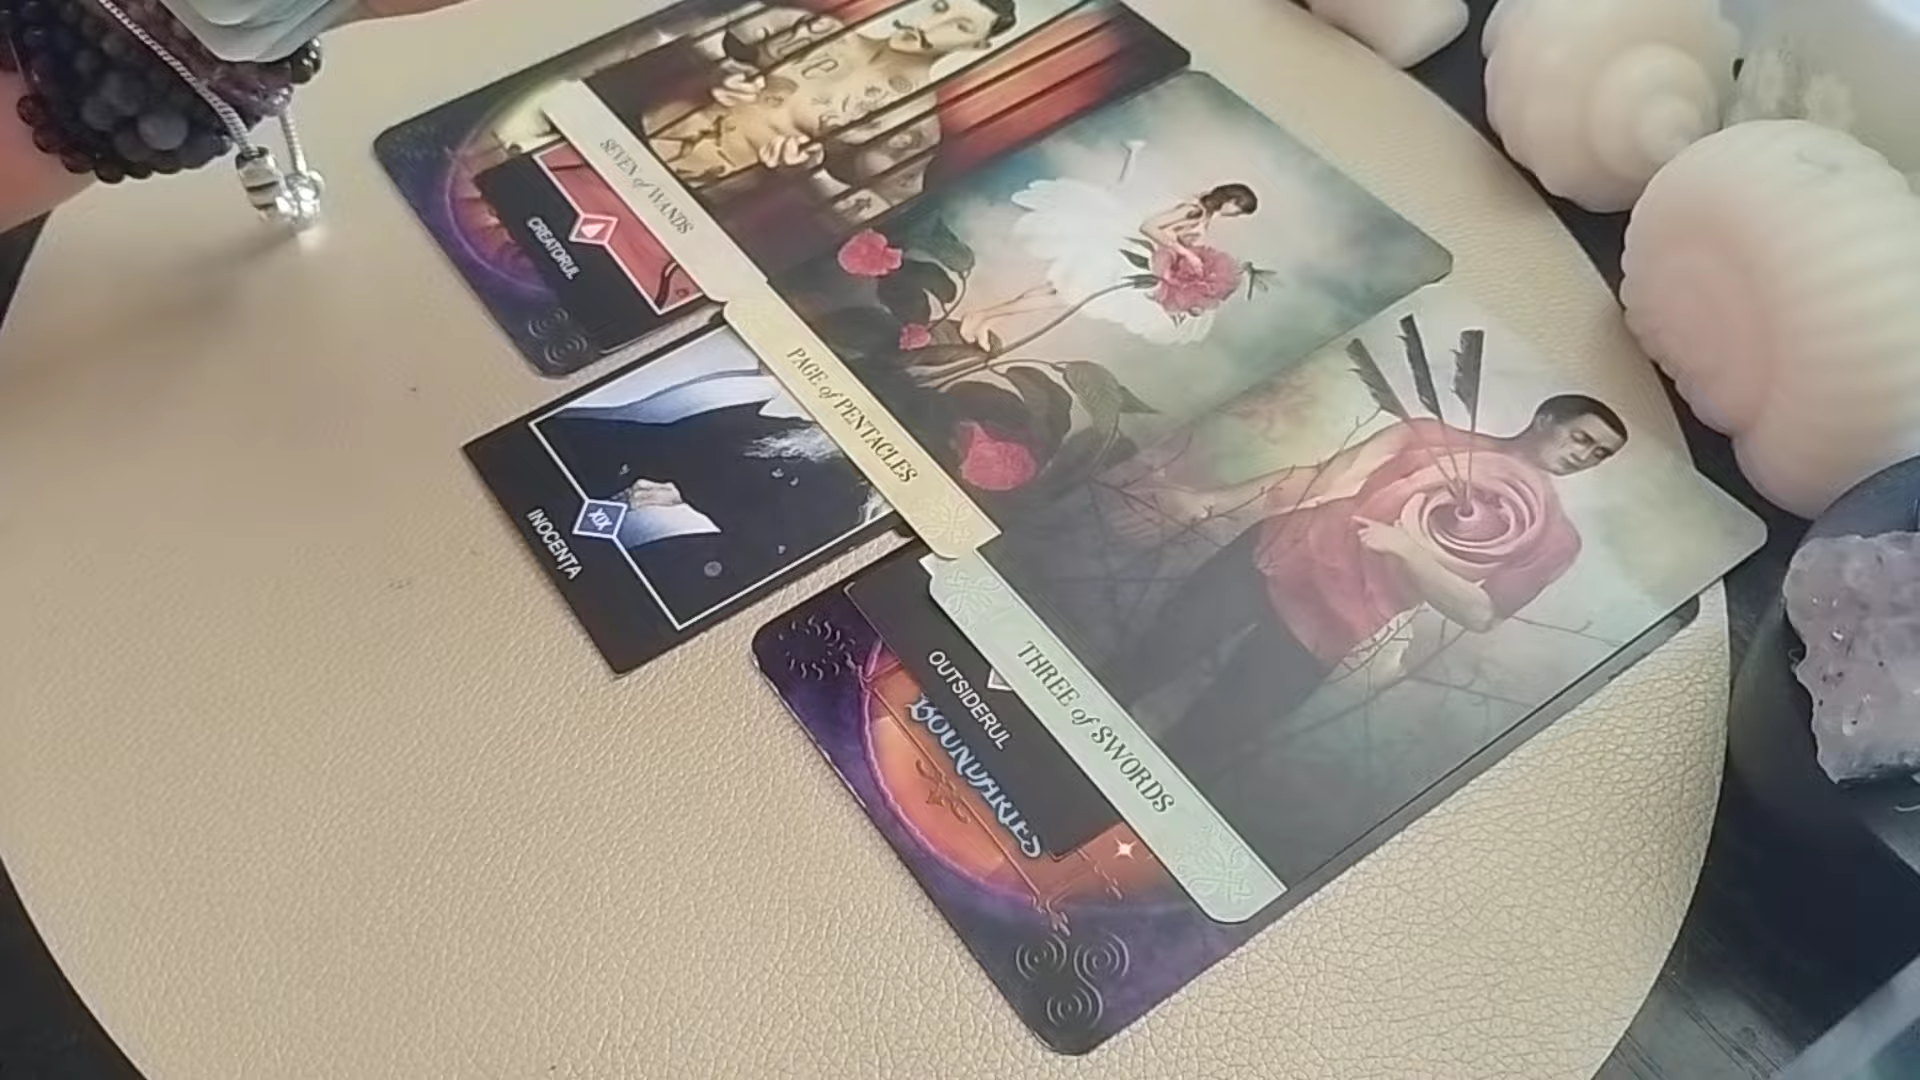 SEVEN of WANDS
CREATORUL
PAGE of PENTACLES
XIX
INOCENȚA
THREE of SWORDS
OUTSIDERUL
BOUNDARIES